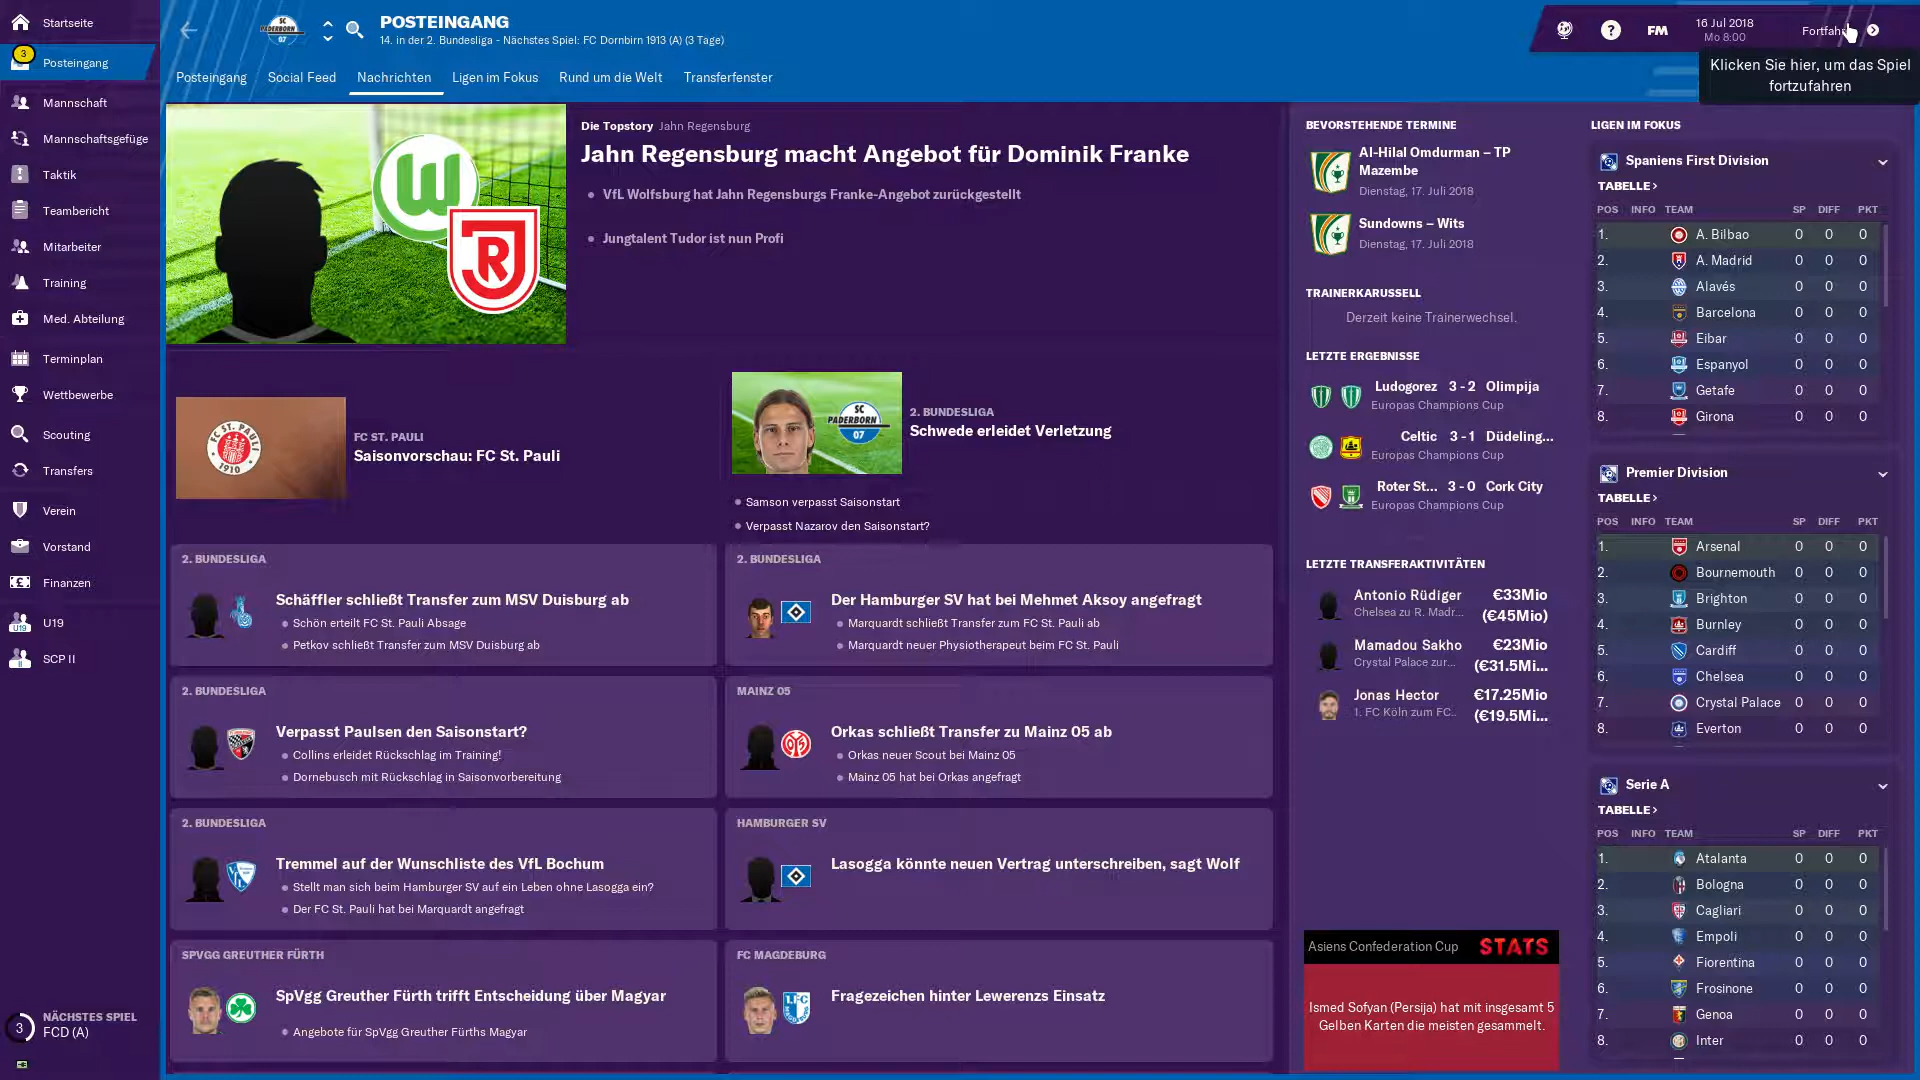 Startseite
3
Posteingang
Mannschaft
Mannschaftsgefüge
Taktik
Teambericht
Mitarbeiter
Training
Med. Abteilung
Terminplan
Wettbewerbe
Scouting
Transfers
Verein
Vorstand
Finanzen
U19
SCP II
3
NÄCHSTES SPIEL
FCD (A)
SC
PADERBORN
07
POSTEINGANG
14. in der 2. Bundesliga - Nächstes Spiel: FC Dornbirn 1913 (A) (3 Tage)
FM
16 Jul 2018
Mo 8:00
Klicken Sie hier, um das Spiel
fortzufahren
Posteingang
Social Feed
Nachrichten
Ligen im Fokus
Rund um die Welt
Transferfenster
Die Topstory Jahn Regensburg
Jahn Regensburg macht Angebot für Dominik Franke
VfL Wolfsburg hat Jahn Regensburgs Franke-Angebot zurückgestellt
Jungtalent Tudor ist nun Profi
FC ST. PAULI
1910
FC ST. PAULI
Saisonvorschau: FC St. Pauli
SC
PADERBORN
07
2. BUNDESLIGA
Schwede erleidet Verletzung
Samson verpasst Saisonstart
Verpasst Nazarov den Saisonstart?
2. BUNDESLIGA
Schäffler schließt Transfer zum MSV Duisburg ab
Schön erteilt FC St. Pauli Absage
Petkov schließt Transfer zum MSV Duisburg ab
2. BUNDESLIGA
Der Hamburger SV hat bei Mehmet Aksoy angefragt
Marquardt schließt Transfer zum FC St. Pauli ab
Marquardt neuer Physiotherapeut beim FC St. Pauli
2. BUNDESLIGA
Verpasst Paulsen den Saisonstart?
Collins erleidet Rückschlag im Training!
Dornebusch mit Rückschlag in Saisonvorbereitung
MAINZ 05
Orkas schließt Transfer zu Mainz 05 ab
Orkas neuer Scout bei Mainz 05
Mainz 05 hat bei Orkas angefragt
2. BUNDESLIGA
Tremmel auf der Wunschliste des VfL Bochum
Stellt man sich beim Hamburger SV auf ein Leben ohne Lasogga ein?
Der FC St. Pauli hat bei Marquardt angefragt
HAMBURGER SV
Lasogga könnte neuen Vertrag unterschreiben, sagt Wolf
SPVGG GREUTHER FÜRTH
SpVgg Greuther Fürth trifft Entscheidung über Magyar
Angebote für SpVgg Greuther Fürths Magyar
FC MAGDEBURG
Fragezeichen hinter Lewerenzs Einsatz
BEVORSTEHENDE TERMINE
Al-Hilal Omdurman – TP
Mazembe
Dienstag, 17. Juli 2018
Sundowns – Wits
Dienstag, 17. Juli 2018
TRAINERKARUSSELL
Derzeit keine Trainerwechsel.
LETZTE ERGEBNISSE
Ludogorez 3 - 2 Olimpija
Europas Champions Cup
Celtic 3 - 1 Düdeling...
Europas Champions Cup
Roter St... 3 - 0 Cork City
Europas Champions Cup
LETZTE TRANSFERAKTIVITÄTEN
Antonio Rüdiger €33Mio
Chelsea zu R. Madr... (€45Mio)
Mamadou Sakho €23Mio
Crystal Palace zur... (€31.5Mi...
Jonas Hector €17.25Mio
1. FC Köln zum FC... (€19.5Mi...
Asiens Confederation Cup STATS
Ismed Sofyan (Persija) hat mit insgesamt 5
Gelben Karten die meisten gesammelt.
LIGEN IM FOKUS
Spaniens First Division
TABELLE >
POS INFO TEAM SP DIFF PKT
1. A. Bilbao 0 0 0
2. A. Madrid 0 0 0
3. Alavés 0 0 0
4. Barcelona 0 0 0
5. Eibar 0 0 0
6. Espanyol 0 0 0
7. Getafe 0 0 0
8. Girona 0 0 0
Premier Division
TABELLE >
POS INFO TEAM SP DIFF PKT
1. Arsenal 0 0 0
2. Bournemouth 0 0 0
3. Brighton 0 0 0
4. Burnley 0 0 0
5. Cardiff 0 0 0
6. Chelsea 0 0 0
7. Crystal Palace 0 0 0
8. Everton 0 0 0
Serie A
TABELLE >
POS INFO TEAM SP DIFF PKT
1. Atalanta 0 0 0
2. Bologna 0 0 0
3. Cagliari 0 0 0
4. Empoli 0 0 0
5. Fiorentina 0 0 0
6. Frosinone 0 0 0
7. Genoa 0 0 0
8. Inter 0 0 0